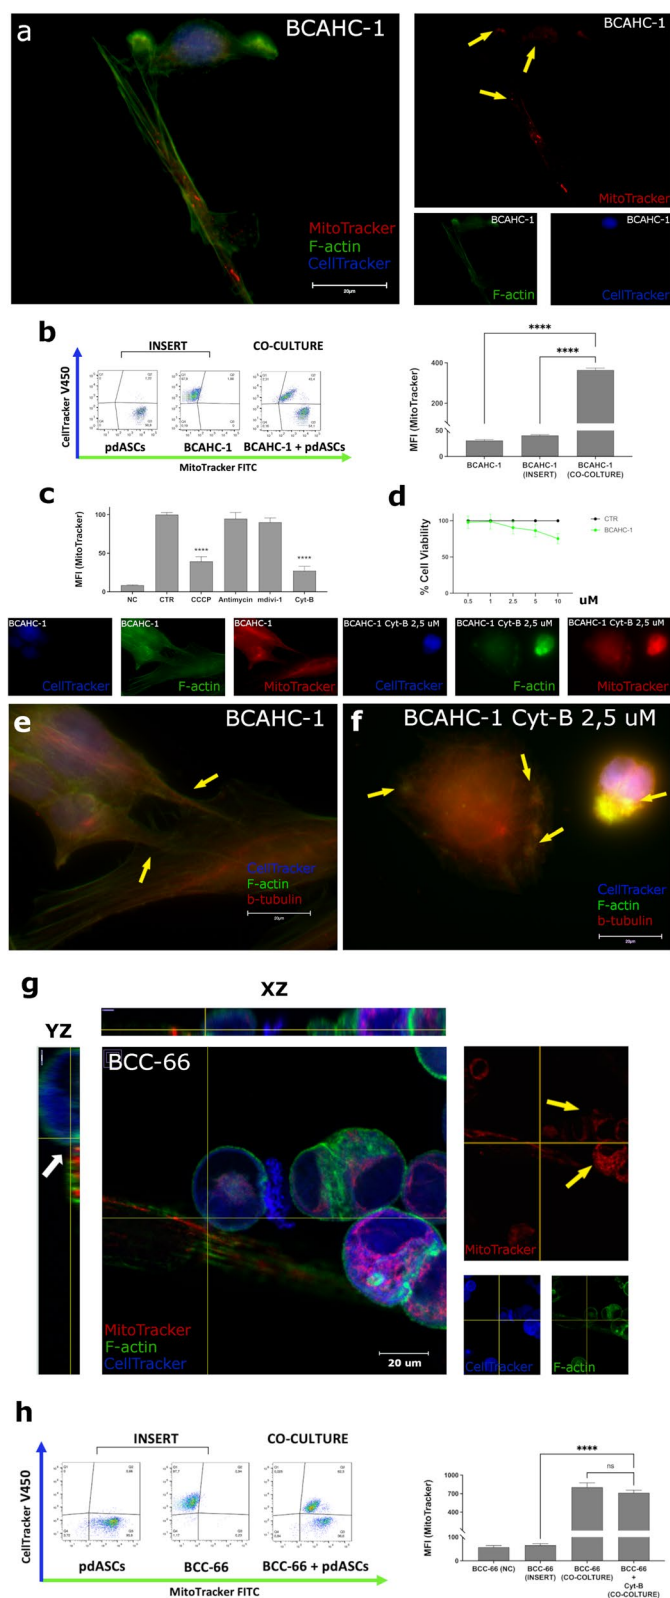 a
BCAHC-1
MitoTracker
F-actin
CellTracker
20μm
BCAHC-1
MitoTracker
BCAHC-1
F-actin
BCAHC-1
CellTracker
b
INSERT
CO-CULTURE
CellTracker V450
pdASCs
BCAHC-1
BCAHC-1 + pdASCs
MitoTracker FITC
****
****
MFI (MitoTracker)
400
200
50
0
BCAHC-1
BCAHC-1
(INSERT)
BCAHC-1
(CO-COLTURE)
c
MFI (MitoTracker)
100
50
0
****
****
NC
CTR
CCCP
Antimycin
mdivi-1
Cyt-B
d
% Cell Viability
100
50
0
CTR
BCAHC-1
0.5
1
2.5
5
10
uM
BCAHC-1
CellTracker
BCAHC-1
F-actin
BCAHC-1
MitoTracker
BCAHC-1 Cyt-B 2,5 uM
CellTracker
BCAHC-1 Cyt-B 2,5 uM
F-actin
BCAHC-1 Cyt-B 2,5 uM
MitoTracker
e
BCAHC-1
CellTracker
F-actin
b-tubulin
20μm
f
BCAHC-1 Cyt-B 2,5 uM
CellTracker
F-actin
b-tubulin
20μm
g
XZ
YZ
BCC-66
MitoTracker
F-actin
CellTracker
20 um
MitoTracker
CellTracker
F-actin
h
INSERT
CO-CULTURE
CellTracker V450
pdASCs
BCC-66
BCC-66 + pdASCs
MitoTracker FITC
****
ns
MFI (MitoTracker)
1000
700
400
100
0
BCC-66 (NC)
BCC-66
(INSERT)
BCC-66
(CO-COLTURE)
BCC-66
+
Cyt-B
(CO-COLTURE)